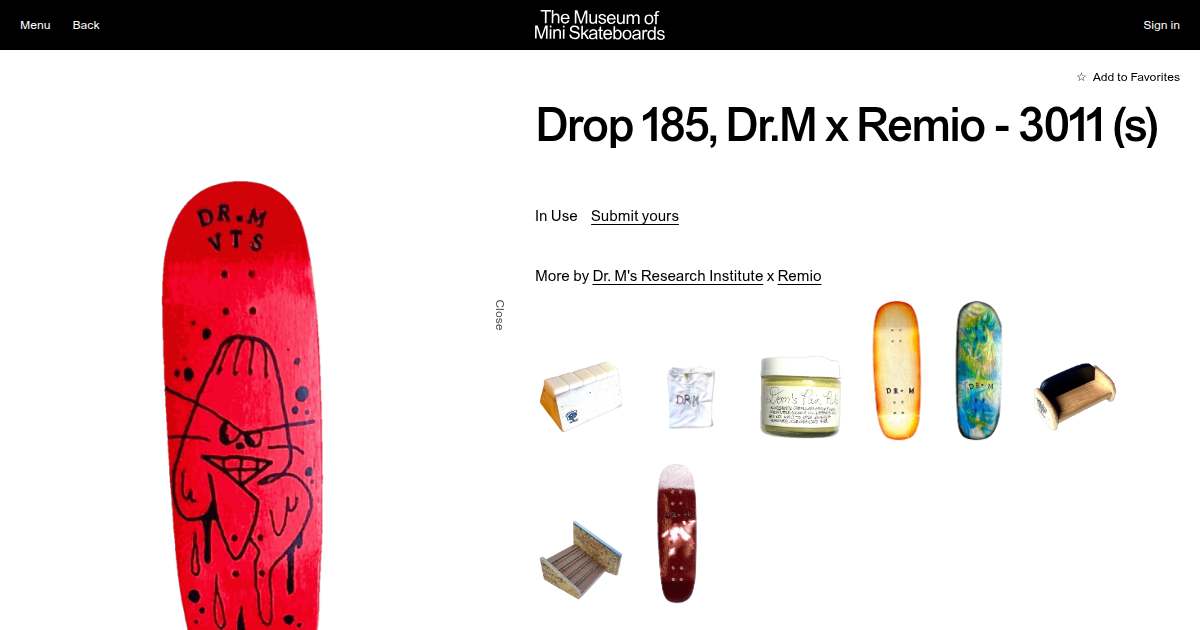 Menu
Back
The Museum of
Mini Skateboards
Sign in
☆ Add to Favorites
Drop 185, Dr.M x Remio - 3011 (s)
DR.M
VTS
In Use
Submit yours
More by Dr. M's Research Institute x Remio
Close
DR M
DR. M
DR. M